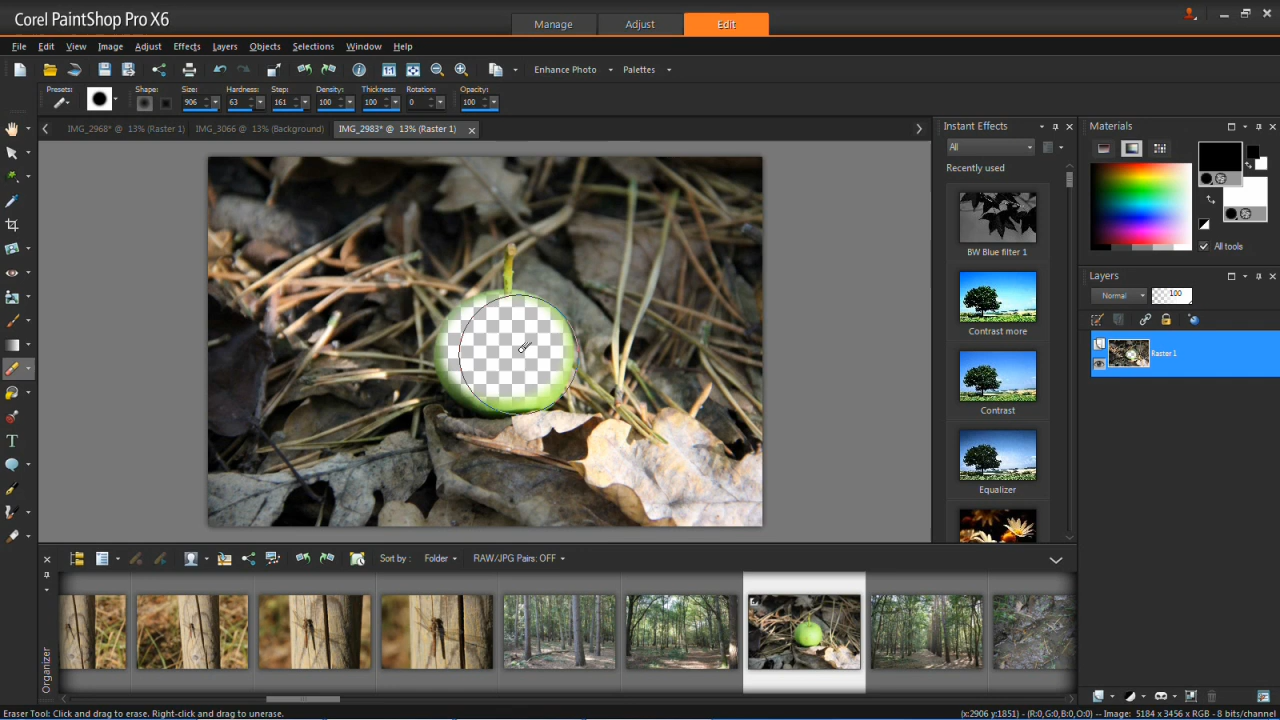 Corel PaintShop Pro X6
Manage
Adjust
Edit
File Edit View Image Adjust Effects Layers Objects Selections Window Help
Enhance Photo
Palettes
Presets:
Shape:
Size:
Hardness:
Step:
Density:
Thickness:
Rotation:
Opacity:
906
63
161
100
100
0
100
IMG_2968* @ 13% (Raster 1)
IMG_3066 @ 13% (Background)
IMG_2983* @ 13% (Raster 1)
Instant Effects
All
Recently used
BW Blue filter 1
Contrast more
Contrast
Equalizer
Materials
All tools
Layers
Normal
100
Raster 1
Sort by :
Folder
RAW/JPG Pairs: OFF
Organizer
Eraser Tool: Click and drag to erase. Right-click and drag to unerase.
(x:2906 y:1851) - (R:0,G:0,B:0,O:0) -- Image: 5184 x 3456 x RGB - 8 bits/channel